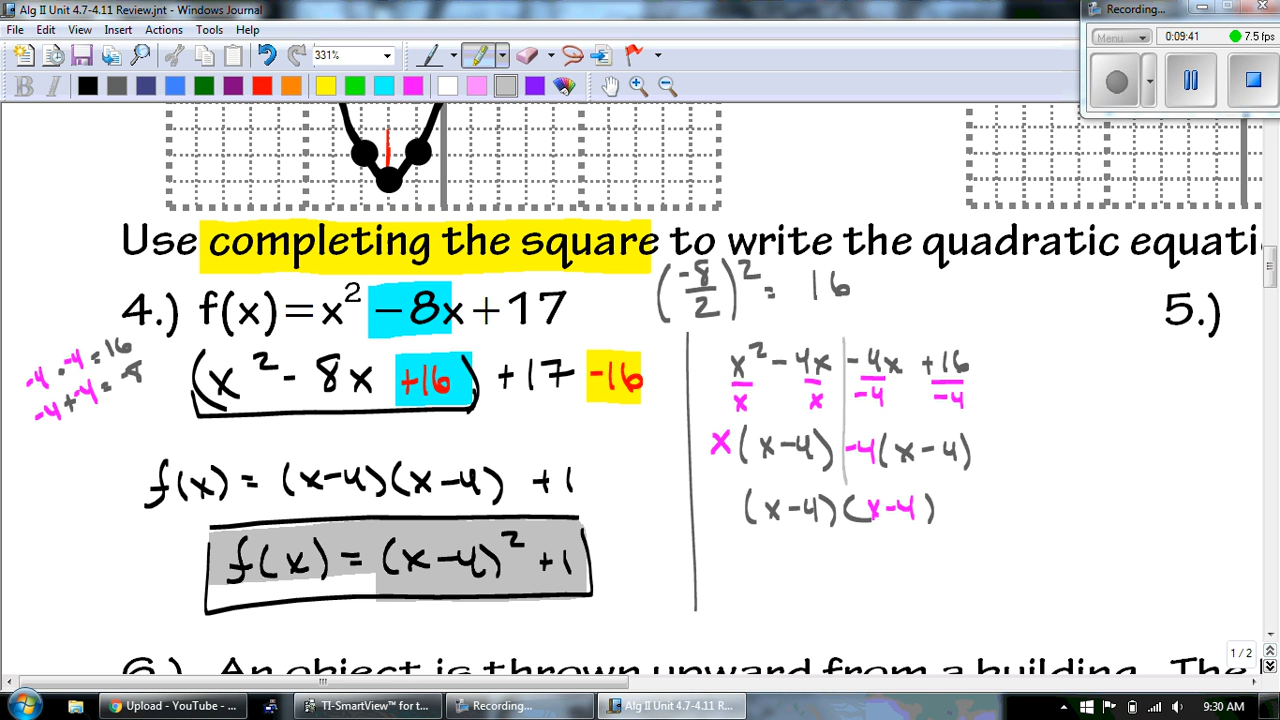 Alg II Unit 4.7-4.11 Review.jnt - Windows Journal
Recording...
File Edit View Insert Actions Tools Help
Menu
0:09:41
7.5 fps
331%
B I
Use completing the square to write the quadratic equati
4.) f(x)=x² −8x+17
(-8/2)² = 16
5.)
-4 · -4 = 16
-4 + -4 = -8
(x² - 8x +16) +17 -16
x² - 4x | -4x +16
x x -4 -4
x(x-4) -4(x-4)
f(x) = (x-4)(x-4) +1
(x-4)(x-4)
f(x) = (x-4)² +1
6.) An object is thrown upward from a building. The
1 / 2
Upload - YouTube - ...
TI-SmartView™ for t...
Recording...
Alg II Unit 4.7-4.11 R...
9:30 AM